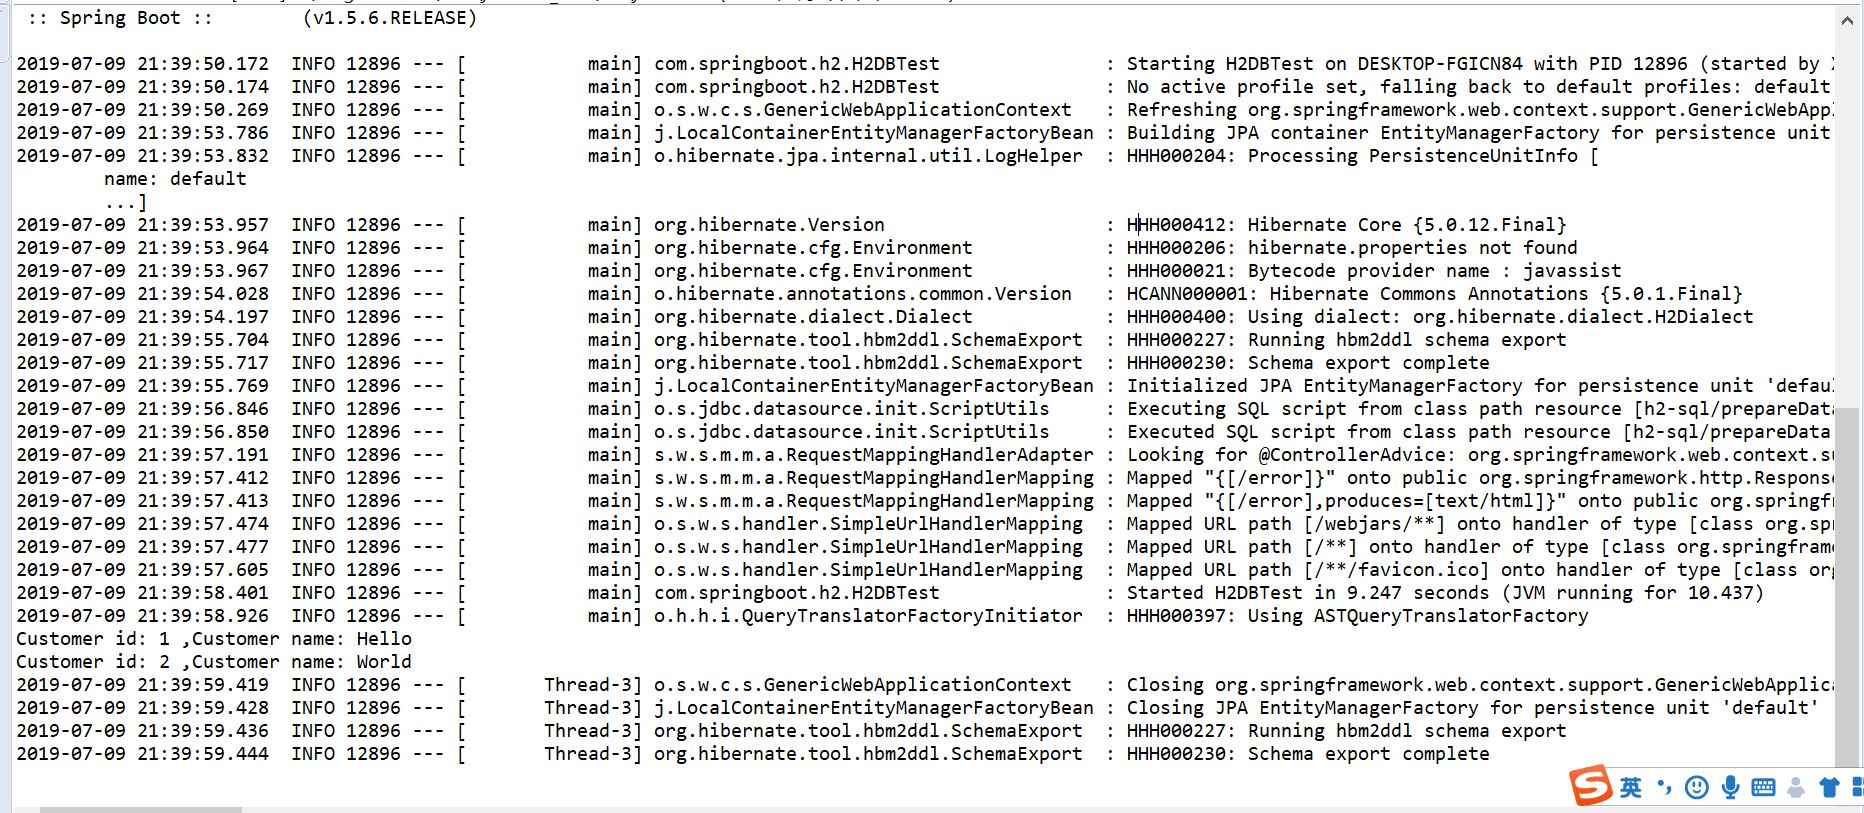 :: Spring Boot ::        (v1.5.6.RELEASE)
2019-07-09 21:39:50.172  INFO 12896 --- [           main] com.springboot.h2.H2DBTest               : Starting H2DBTest on DESKTOP-FGICN84 with PID 12896 (started by
2019-07-09 21:39:50.174  INFO 12896 --- [           main] com.springboot.h2.H2DBTest               : No active profile set, falling back to default profiles: default
2019-07-09 21:39:50.269  INFO 12896 --- [           main] o.s.w.c.s.GenericWebApplicationContext   : Refreshing org.springframework.web.context.support.GenericWebAppl
2019-07-09 21:39:53.786  INFO 12896 --- [           main] j.LocalContainerEntityManagerFactoryBean : Building JPA container EntityManagerFactory for persistence unit
2019-07-09 21:39:53.832  INFO 12896 --- [           main] o.hibernate.jpa.internal.util.LogHelper  : HHH000204: Processing PersistenceUnitInfo [
        name: default
        ...]
2019-07-09 21:39:53.957  INFO 12896 --- [           main] org.hibernate.Version                    : HHH000412: Hibernate Core {5.0.12.Final}
2019-07-09 21:39:53.964  INFO 12896 --- [           main] org.hibernate.cfg.Environment            : HHH000206: hibernate.properties not found
2019-07-09 21:39:53.967  INFO 12896 --- [           main] org.hibernate.cfg.Environment            : HHH000021: Bytecode provider name : javassist
2019-07-09 21:39:54.028  INFO 12896 --- [           main] o.hibernate.annotations.common.Version   : HCANN000001: Hibernate Commons Annotations {5.0.1.Final}
2019-07-09 21:39:54.197  INFO 12896 --- [           main] org.hibernate.dialect.Dialect            : HHH000400: Using dialect: org.hibernate.dialect.H2Dialect
2019-07-09 21:39:55.704  INFO 12896 --- [           main] org.hibernate.tool.hbm2ddl.SchemaExport  : HHH000227: Running hbm2ddl schema export
2019-07-09 21:39:55.717  INFO 12896 --- [           main] org.hibernate.tool.hbm2ddl.SchemaExport  : HHH000230: Schema export complete
2019-07-09 21:39:55.769  INFO 12896 --- [           main] j.LocalContainerEntityManagerFactoryBean : Initialized JPA EntityManagerFactory for persistence unit 'defau
2019-07-09 21:39:56.846  INFO 12896 --- [           main] o.s.jdbc.datasource.init.ScriptUtils     : Executing SQL script from class path resource [h2-sql/prepareData
2019-07-09 21:39:56.850  INFO 12896 --- [           main] o.s.jdbc.datasource.init.ScriptUtils     : Executed SQL script from class path resource [h2-sql/prepareData
2019-07-09 21:39:57.191  INFO 12896 --- [           main] s.w.s.m.m.a.RequestMappingHandlerAdapter : Looking for @ControllerAdvice: org.springframework.web.context.s
2019-07-09 21:39:57.412  INFO 12896 --- [           main] s.w.s.m.m.a.RequestMappingHandlerMapping : Mapped "{[/error]}" onto public org.springframework.http.Response
2019-07-09 21:39:57.413  INFO 12896 --- [           main] s.w.s.m.m.a.RequestMappingHandlerMapping : Mapped "{[/error],produces=[text/html]}" onto public org.springf
2019-07-09 21:39:57.474  INFO 12896 --- [           main] o.s.w.s.handler.SimpleUrlHandlerMapping  : Mapped URL path [/webjars/**] onto handler of type [class org.sp
2019-07-09 21:39:57.477  INFO 12896 --- [           main] o.s.w.s.handler.SimpleUrlHandlerMapping  : Mapped URL path [/**] onto handler of type [class org.springfram
2019-07-09 21:39:57.605  INFO 12896 --- [           main] o.s.w.s.handler.SimpleUrlHandlerMapping  : Mapped URL path [/**/favicon.ico] onto handler of type [class org
2019-07-09 21:39:58.401  INFO 12896 --- [           main] com.springboot.h2.H2DBTest               : Started H2DBTest in 9.247 seconds (JVM running for 10.437)
2019-07-09 21:39:58.926  INFO 12896 --- [           main] o.h.h.i.QueryTranslatorFactoryInitiator  : HHH000397: Using ASTQueryTranslatorFactory
Customer id: 1 ,Customer name: Hello
Customer id: 2 ,Customer name: World
2019-07-09 21:39:59.419  INFO 12896 --- [       Thread-3] o.s.w.c.s.GenericWebApplicationContext   : Closing org.springframework.web.context.support.GenericWebApplica
2019-07-09 21:39:59.428  INFO 12896 --- [       Thread-3] j.LocalContainerEntityManagerFactoryBean : Closing JPA EntityManagerFactory for persistence unit 'default'
2019-07-09 21:39:59.436  INFO 12896 --- [       Thread-3] org.hibernate.tool.hbm2ddl.SchemaExport  : HHH000227: Running hbm2ddl schema export
2019-07-09 21:39:59.444  INFO 12896 --- [       Thread-3] org.hibernate.tool.hbm2ddl.SchemaExport  : HHH000230: Schema export complete
英